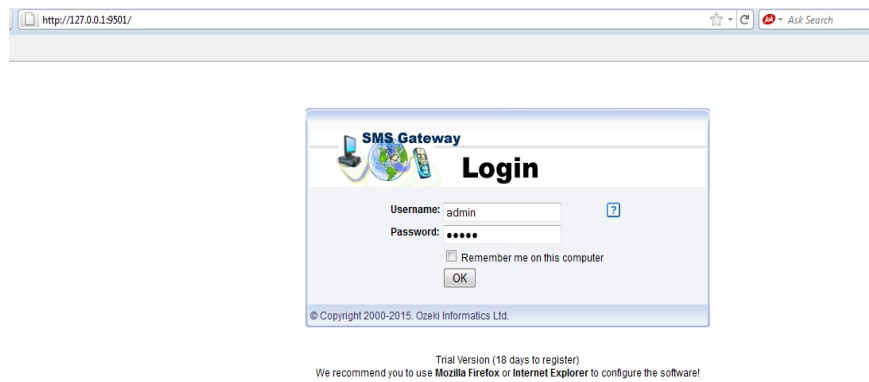 http://127.0.0.1:9501/
Ask Search
SMS Gateway
Login
Username: admin
Password: •••••
Remember me on this computer
OK
© Copyright 2000-2015. Ozeki Informatics Ltd.
Trial Version (18 days to register)
We recommend you to use Mozilla Firefox or Internet Explorer to configure the software!